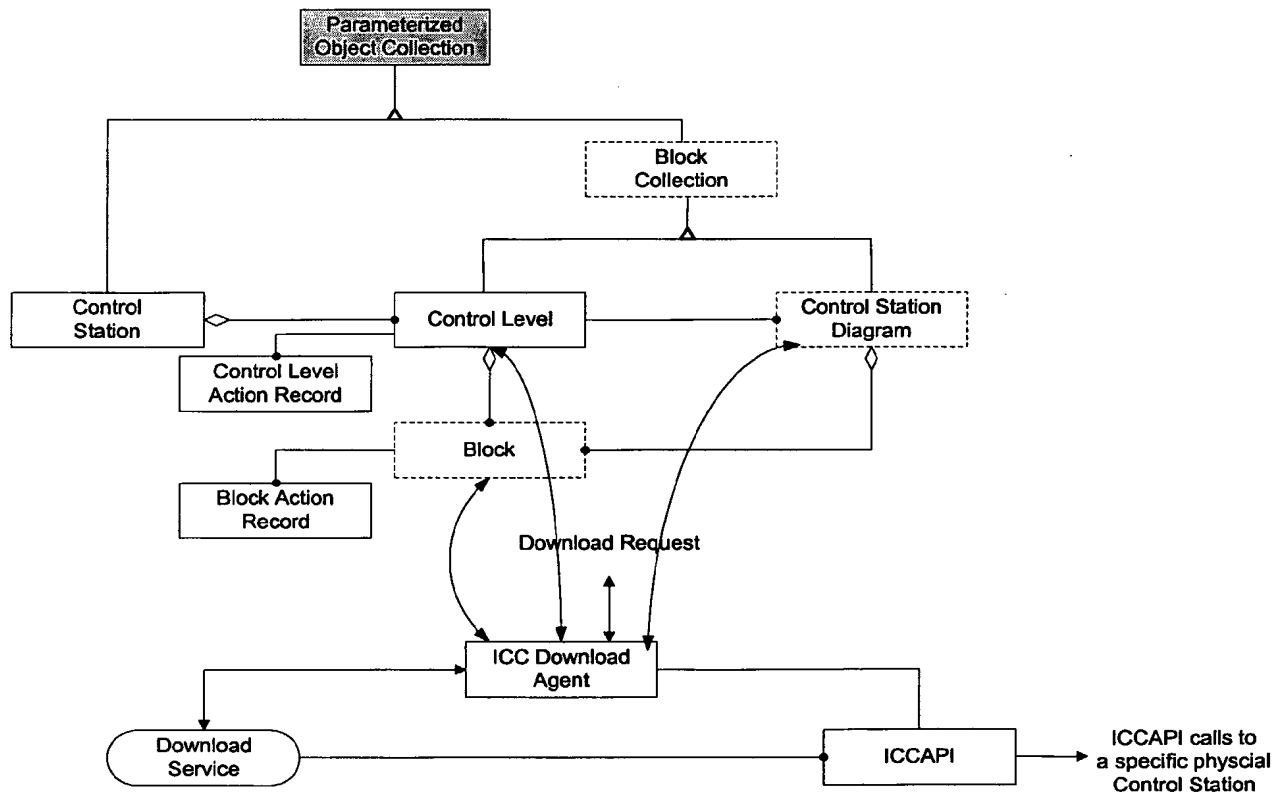 Parameterized
Object Collection
Block
Collection
Control
Station
Control Level
Control Station
Diagram
Control Level
Action Record
Block
Block Action
Record
Download Request
ICC Download
Agent
Download
Service
ICCAPI
ICCAPI calls to
a specific physcial
Control Station